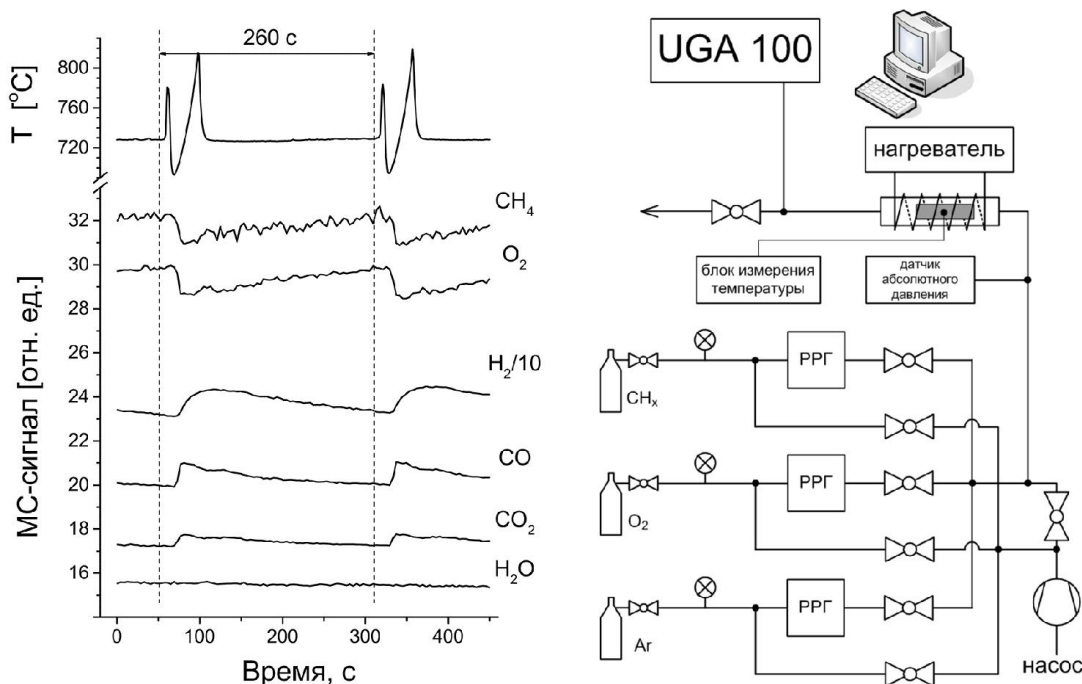 260 с
800
760
720
T [°C]
CH₄
32
O₂
30
28
H₂/10
24
22
CO
20
CO₂
18
H₂O
16
МС-сигнал [отн. ед.]
0
100
200
300
400
Время, с
UGA 100
нагреватель
блок измерения
температуры
датчик
абсолютного
давления
РРГ
CHₓ
РРГ
O₂
РРГ
Ar
насос